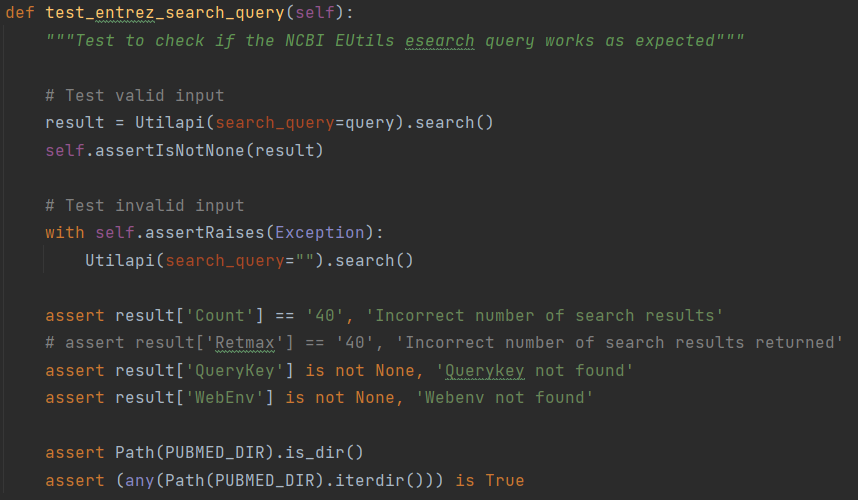 def test_entrez_search_query(self):
"""Test to check if the NCBI EUtils esearch query works as expected"""
# Test valid input
result = Utilapi(search_query=query).search()
self.assertIsNotNone(result)
# Test invalid input
with self.assertRaises(Exception):
Utilapi(search_query="").search()
assert result['Count'] == '40', 'Incorrect number of search results'
# assert result['Retmax'] == '40', 'Incorrect number of search results returned'
assert result['QueryKey'] is not None, 'Querykey not found'
assert result['WebEnv'] is not None, 'Webenv not found'
assert Path(PUBMED_DIR).is_dir()
assert (any(Path(PUBMED_DIR).iterdir())) is True